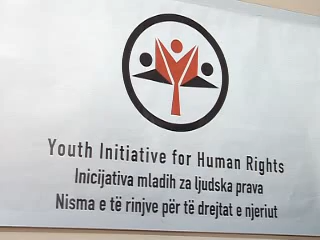 Youth Initiative for Human Rights
Inicijativa mladih za ljudska prava
Nisma e të rinjve për të drejtat e njeriut